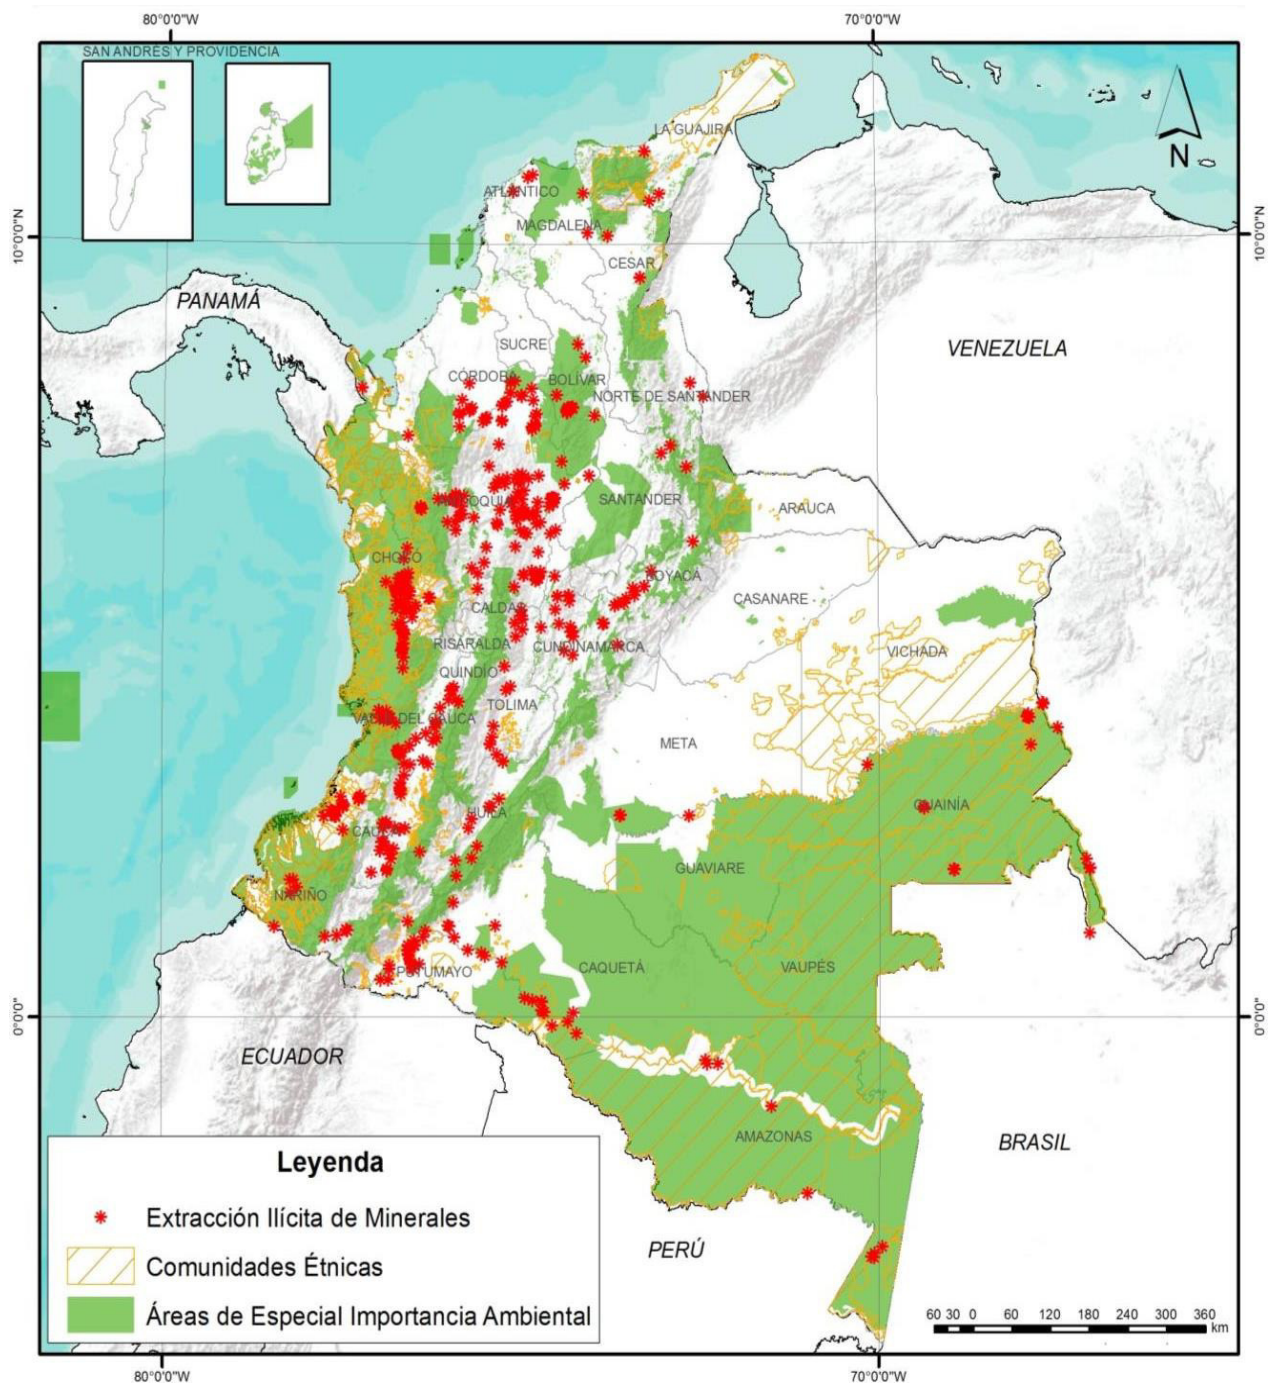 80°0'0"W
70°0'0"W
SAN ANDRÉS Y PROVIDENCIA
LA GUAJIRA
N
ATLÁNTICO
MAGDALENA
10°0'0"N
10°0'0"N
CESAR
PANAMÁ
SUCRE
VENEZUELA
CÓRDOBA
BOLÍVAR
NORTE DE SANTANDER
ANTIOQUIA
SANTANDER
ARAUCA
CHOCÓ
BOYACÁ
CASANARE
CALDAS
RISARALDA
CUNDINAMARCA
VICHADA
QUINDÍO
TOLIMA
VALLE DEL CAUCA
META
GUAINÍA
HUILA
CAUCA
GUAVIARE
NARIÑO
CAQUETÁ
VAUPÉS
PUTUMAYO
0°0'0"
0°0'0"
ECUADOR
AMAZONAS
BRASIL
Leyenda
Extracción Ilícita de Minerales
PERÚ
Comunidades Étnicas
Áreas de Especial Importancia Ambiental
60 30 0 60 120 180 240 300 360
km
80°0'0"W
70°0'0"W